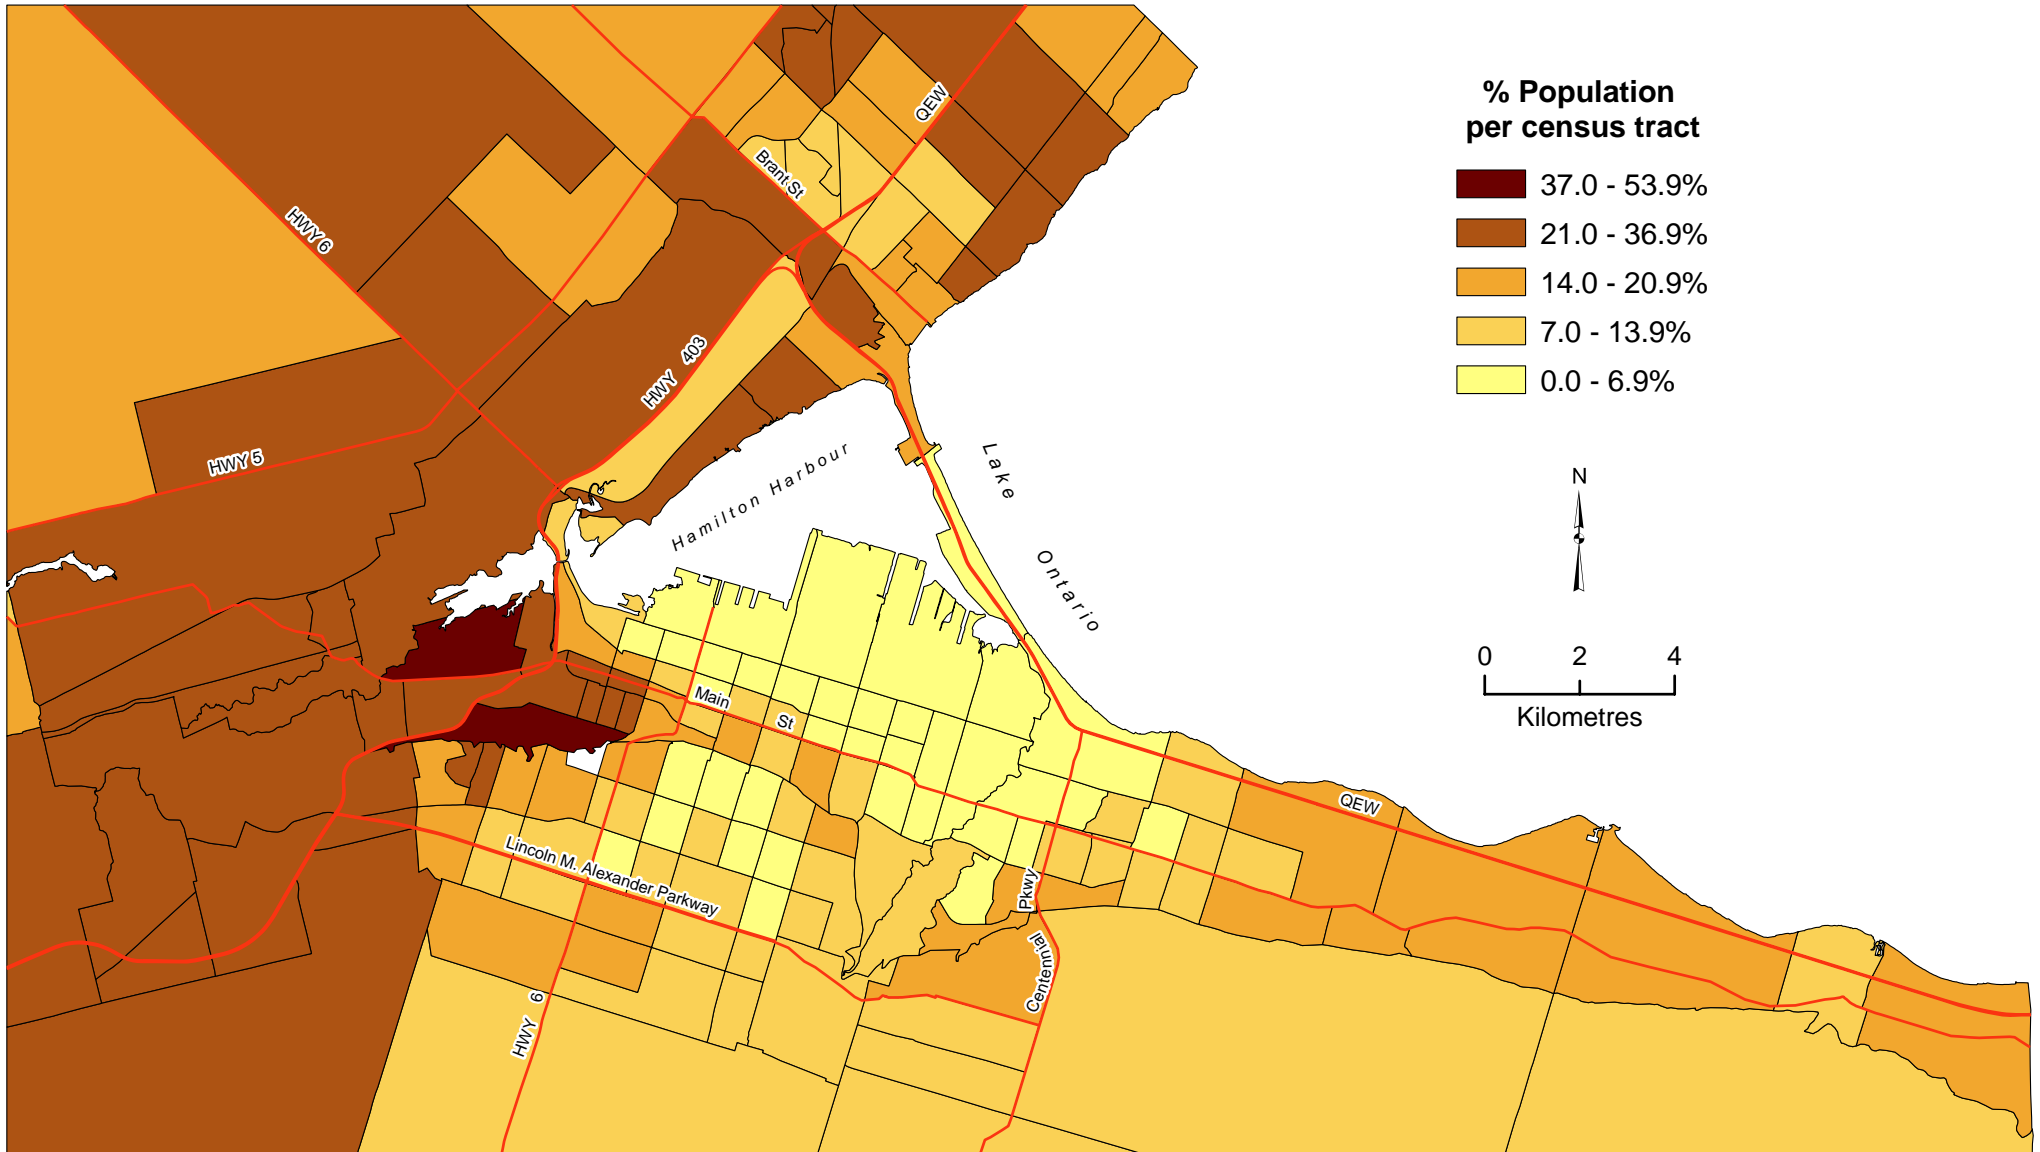 % Population
per census tract
37.0 - 53.9%
21.0 - 36.9%
14.0 - 20.9%
7.0 - 13.9%
0.0 - 6.9%
N
0 2 4
Kilometres
QEW
Brant St
HWY 6
HWY 403
HWY 5
Hamilton Harbour
Lake
Ontario
Main St
QEW
Lincoln M. Alexander Parkway
Centennial Pkwy
HWY 6